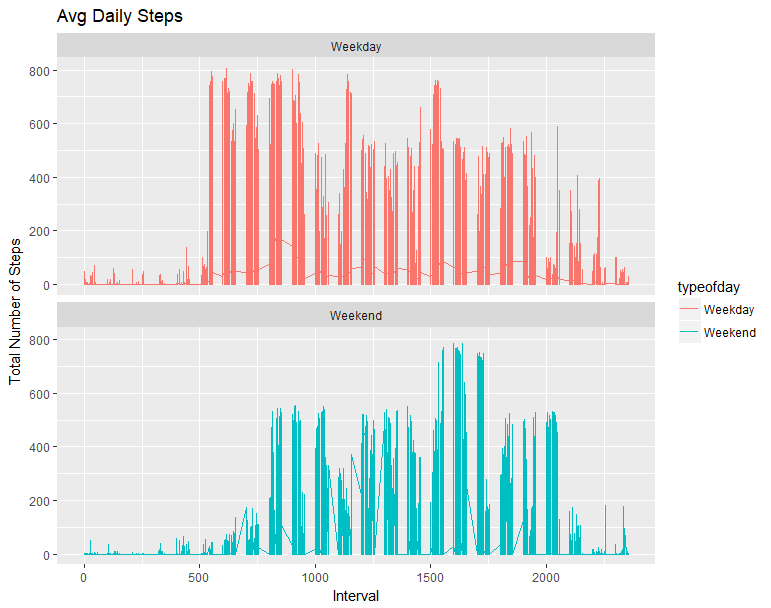 Avg Daily Steps
Weekday
800
600
400
200
0
Weekend
800
600
400
200
0
0
500
1000
1500
2000
Interval
Total Number of Steps
typeofday
Weekday
Weekend